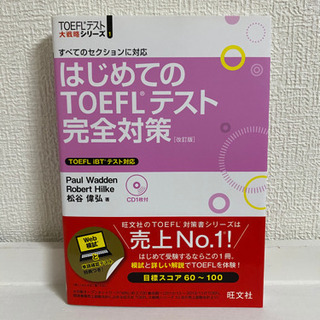 TOEFL®テスト
大戦略シリーズ 1
すべてのセクションに対応
はじめての
TOEFL®テスト
完全対策 [改訂版]
TOEFL iBT®テスト対応
Paul Wadden
Robert Hilke
松谷 偉弘 著
CD1枚付
旺文社のTOEFL®対策書シリーズは
売上No.1!
Web
模試
はじめて受験するならこの1冊。
模試と詳しい解説でTOEFLを体験!
目標スコア 60〜100
旺文社